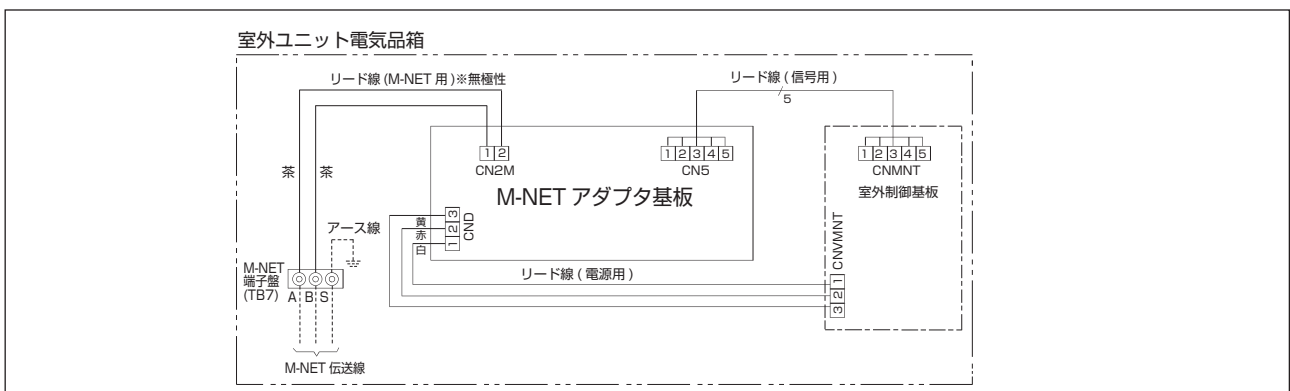 室外ユニット電気品箱
リード線 (M-NET 用 )※無極性
リード線 ( 信号用 )
5
1 2
CN2M
1 2 3 4 5
CN5
1 2 3 4 5
CNMNT
室外制御基板
茶
茶
M-NET アダプタ基板
アース線
黄
赤
白
3
2
1
CND
CNVMNT
1
2
3
リード線 ( 電源用 )
M-NET
端子盤
(TB7)
A B S
M-NET 伝送線